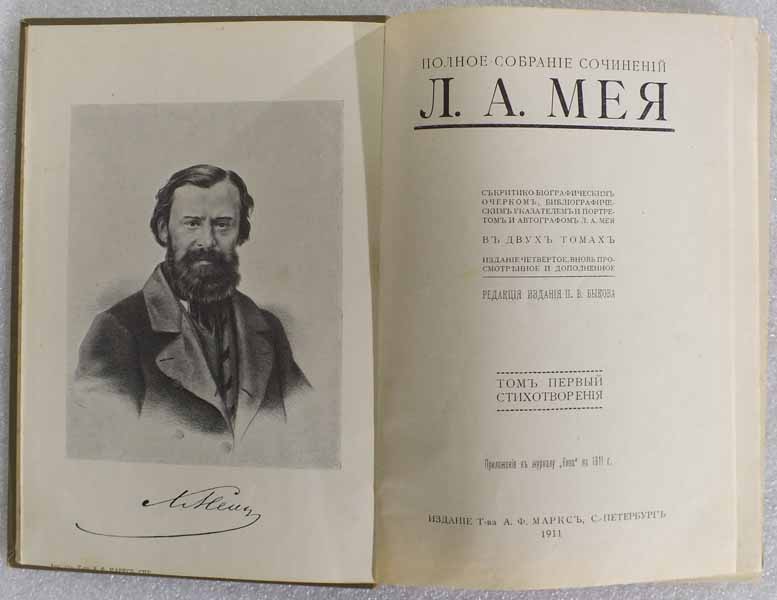 Л. Мей
ПОЛНОЕ СОБРАНІЕ СОЧИНЕНІЙ
Л. А. МЕЯ
СЪ КРИТИКО-БІОГРАФИЧЕСКИМЪ
ОЧЕРКОМЪ, БИБЛІОГРАФИЧЕ-
СКИМЪ УКАЗАТЕЛЕМЪ И ПОРТРЕ-
ТОМЪ И АВТОГРАФОМЪ Л. А. МЕЯ
ВЪ ДВУХЪ ТОМАХЪ
ИЗДАНІЕ ЧЕТВЕРТОЕ, ВНОВЬ ПРО-
СМОТРѢННОЕ И ДОПОЛНЕННОЕ
РЕДАКЦІЯ ИЗДАНІЯ П. В. БЫКОВА
ТОМЪ ПЕРВЫЙ
СТИХОТВОРЕНІЯ
Приложеніе къ журналу „Нива" на 1911 г.
ИЗДАНІЕ Т-ва А. Ф. МАРКСЪ, С.-ПЕТЕРБУРГЪ
1911